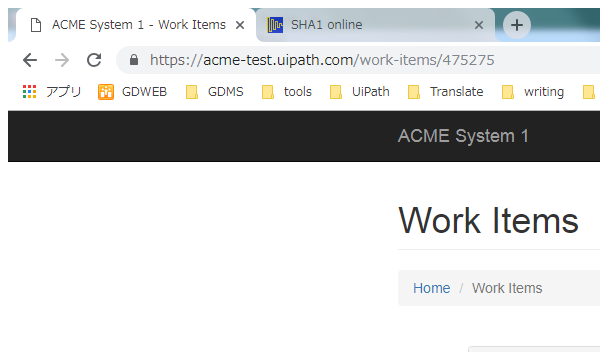 ACME System 1 - Work Items SHA1 online
https://acme-test.uipath.com/work-items/475275
アプリ GDWEB GDMS tools UiPath Translate writing
ACME System 1
Work Items
Home / Work Items